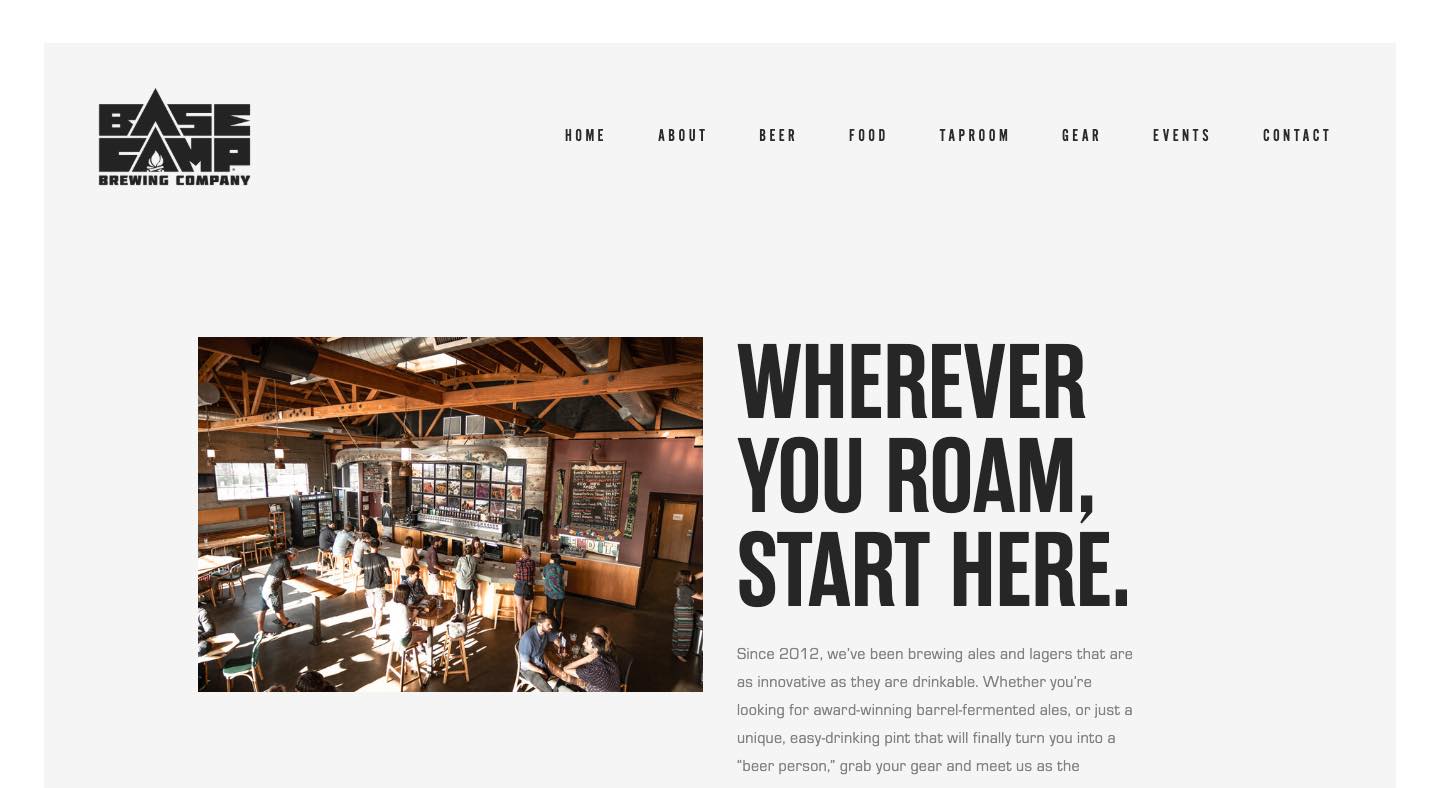 BASE
CAMP
BREWING COMPANY
HOME ABOUT BEER FOOD TAPROOM GEAR EVENTS CONTACT
WHEREVER
YOU ROAM,
START HERE.
Since 2012, we’ve been brewing ales and lagers that are
as innovative as they are drinkable. Whether you’re
looking for award-winning barrel-fermented ales, or just a
unique, easy-drinking pint that will finally turn you into a
“beer person,” grab your gear and meet us as the